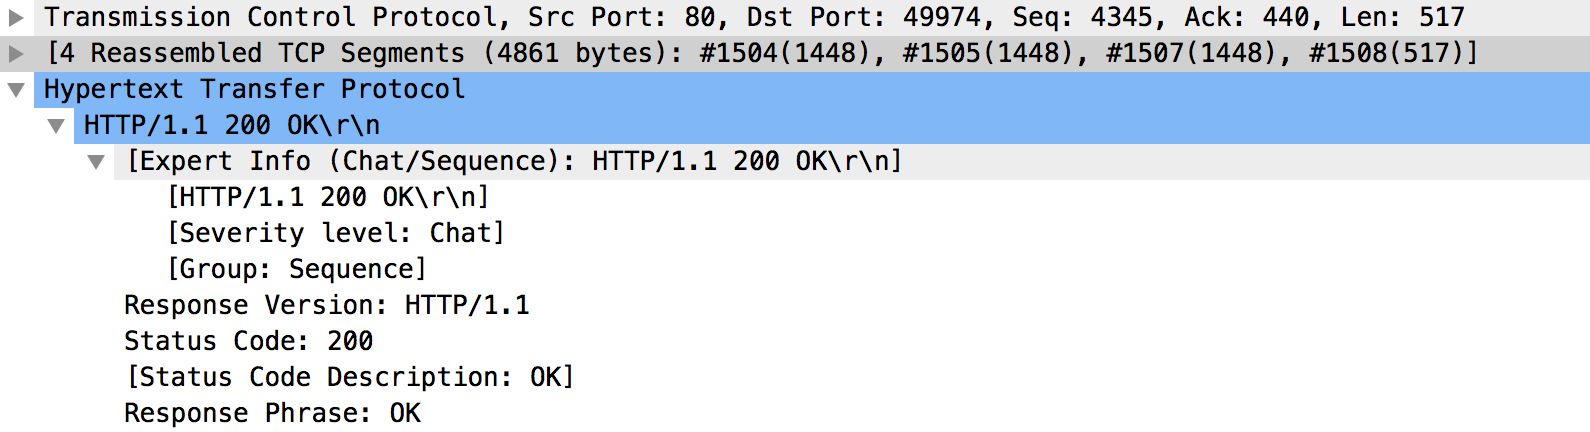 Transmission Control Protocol, Src Port: 80, Dst Port: 49974, Seq: 4345, Ack: 440, Len: 517
[4 Reassembled TCP Segments (4861 bytes): #1504(1448), #1505(1448), #1507(1448), #1508(517)]
Hypertext Transfer Protocol
HTTP/1.1 200 OK\r\n
[Expert Info (Chat/Sequence): HTTP/1.1 200 OK\r\n]
[HTTP/1.1 200 OK\r\n]
[Severity level: Chat]
[Group: Sequence]
Response Version: HTTP/1.1
Status Code: 200
[Status Code Description: OK]
Response Phrase: OK